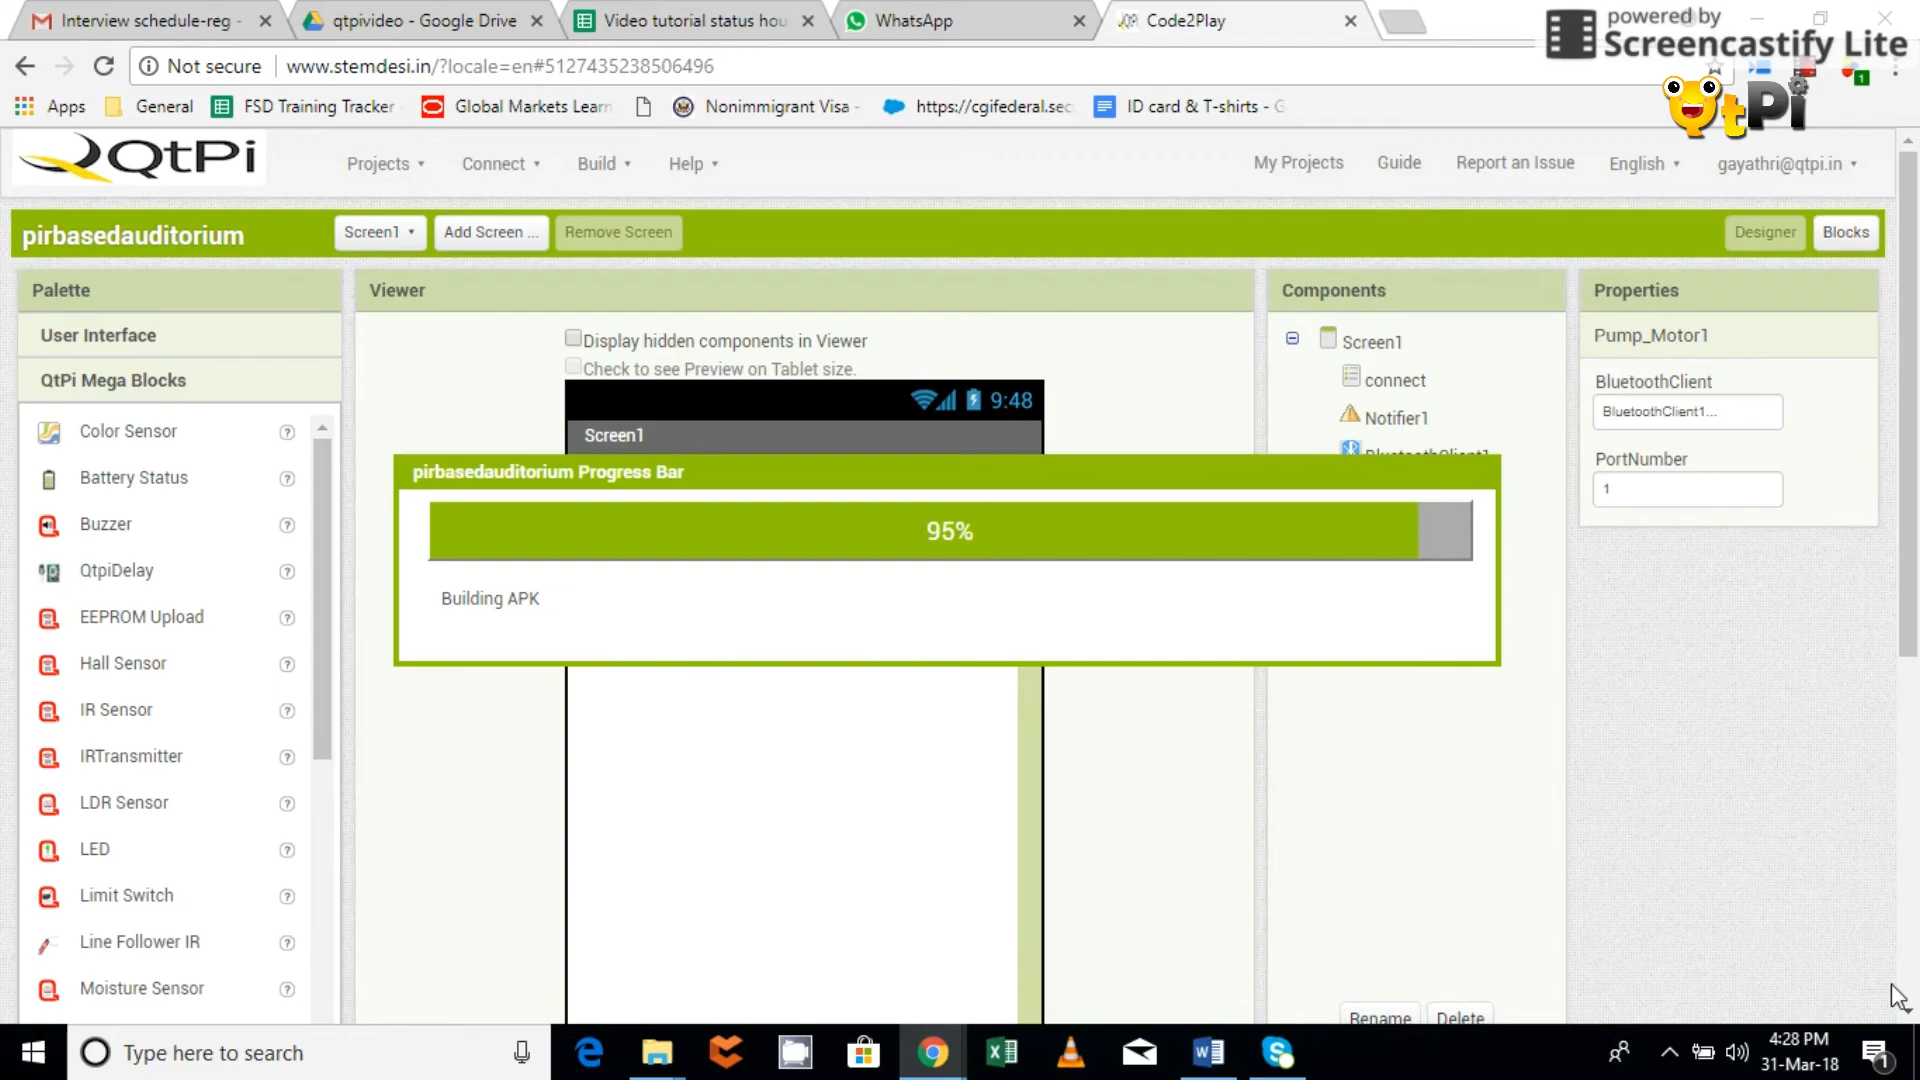 Interview schedule-reg -
qtpivideo - Google Drive
Video tutorial status hou
WhatsApp
Code2Play
powered by
Screencastify Lite
Not secure
www.stemdesi.in/?locale=en#5127435238506496
1
Apps
General
FSD Training Tracker
Global Markets Learn
Nonimmigrant Visa -
https://cgifederal.sec
ID card & T-shirts - G
QtPi
QtPi
Projects
Connect
Build
Help
My Projects
Guide
Report an Issue
English
gayathri@qtpi.in
pirbasedauditorium
Screen1
Add Screen ...
Remove Screen
Designer
Blocks
Palette
Viewer
Components
Properties
User Interface
QtPi Mega Blocks
Color Sensor
Battery Status
Buzzer
QtpiDelay
EEPROM Upload
Hall Sensor
IR Sensor
IRTransmitter
LDR Sensor
LED
Limit Switch
Line Follower IR
Moisture Sensor
Display hidden components in Viewer
Check to see Preview on Tablet size.
9:48
Screen1
pirbasedauditorium Progress Bar
95%
Building APK
Screen1
connect
Notifier1
BluetoothClient1
Rename
Delete
Pump_Motor1
BluetoothClient
BluetoothClient1...
PortNumber
1
Type here to search
4:28 PM
31-Mar-18
1